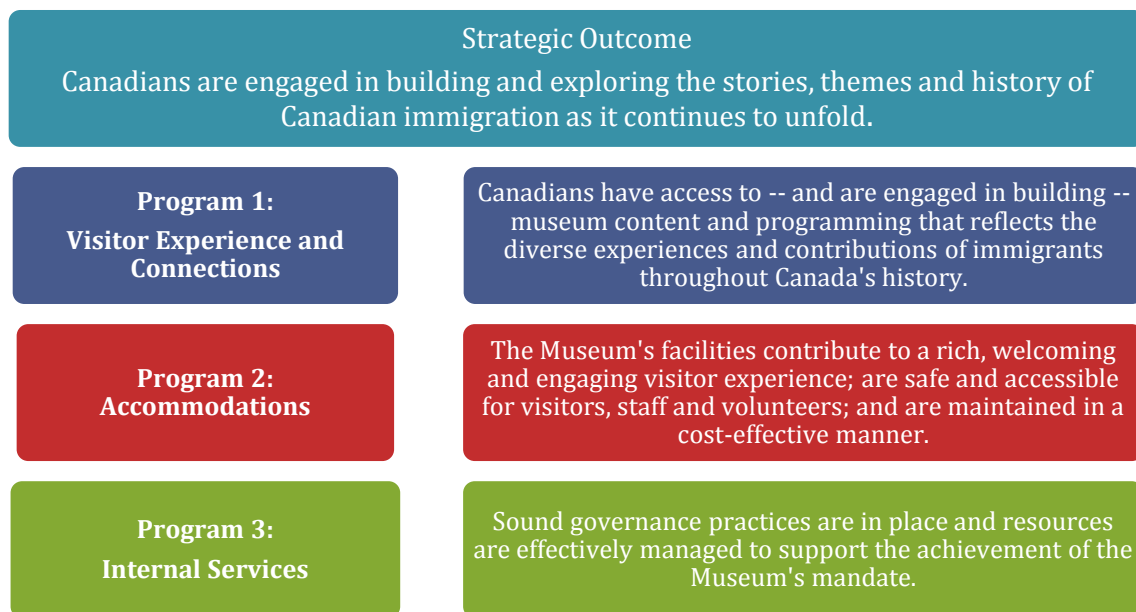 Strategic Outcome
Canadians are engaged in building and exploring the stories, themes and history of
Canadian immigration as it continues to unfold.
Program 1:
Visitor Experience and
Connections
Canadians have access to -- and are engaged in building --
museum content and programming that reflects the
diverse experiences and contributions of immigrants
throughout Canada's history.
Program 2:
Accommodations
The Museum's facilities contribute to a rich, welcoming
and engaging visitor experience; are safe and accessible
for visitors, staff and volunteers; and are maintained in a
cost-effective manner.
Program 3:
Internal Services
Sound governance practices are in place and resources
are effectively managed to support the achievement of the
Museum's mandate.